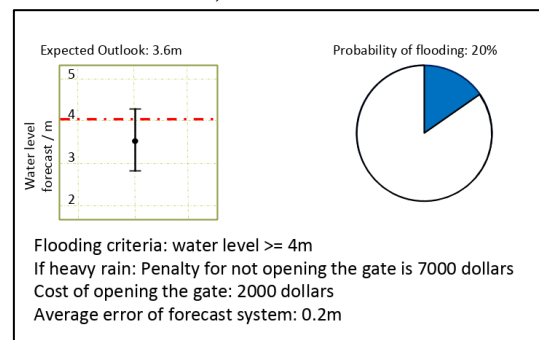 Expected Outlook: 3.6m
Probability of flooding: 20%
5
4
3
2
Water level
forecast / m
Flooding criteria: water level >= 4m
If heavy rain: Penalty for not opening the gate is 7000 dollars
Cost of opening the gate: 2000 dollars
Average error of forecast system: 0.2m